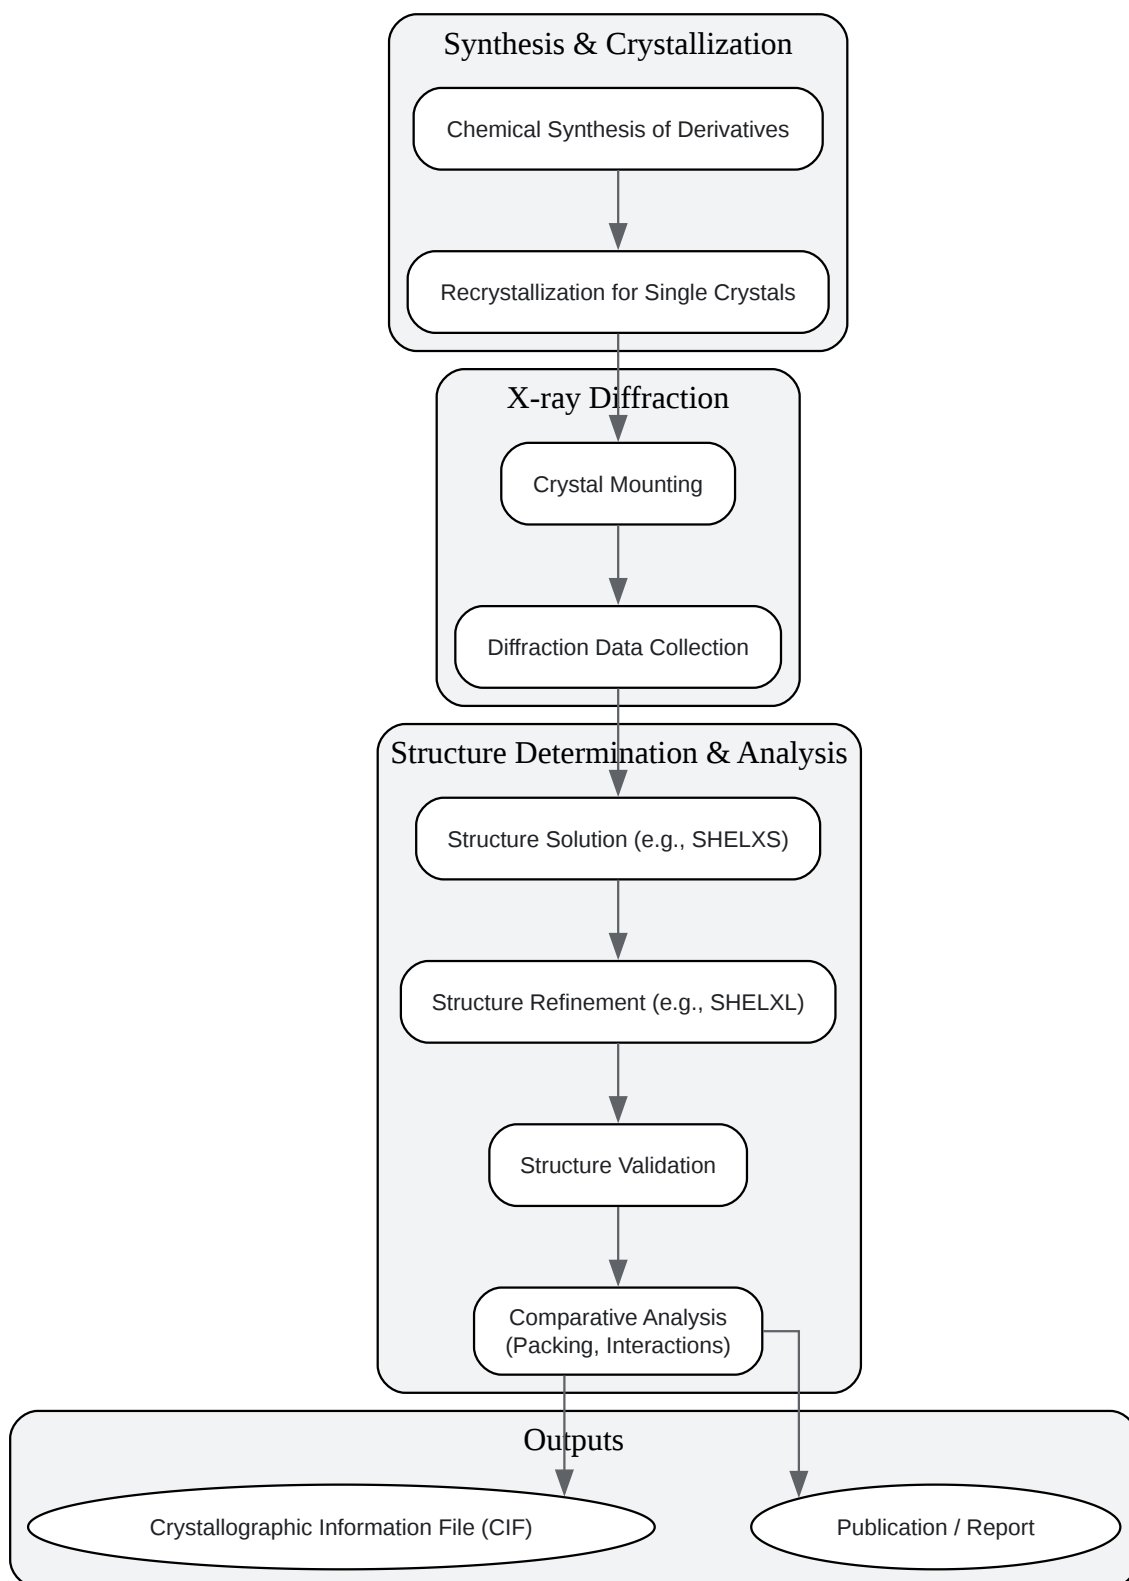 Synthesis & Crystallization
Chemical Synthesis of Derivatives
Recrystallization for Single Crystals
X-ray Diffraction
Crystal Mounting
Diffraction Data Collection
Structure Determination & Analysis
Structure Solution (e.g., SHELXS)
Structure Refinement (e.g., SHELXL)
Structure Validation
Comparative Analysis
(Packing, Interactions)
Outputs
Crystallographic Information File (CIF)
Publication / Report